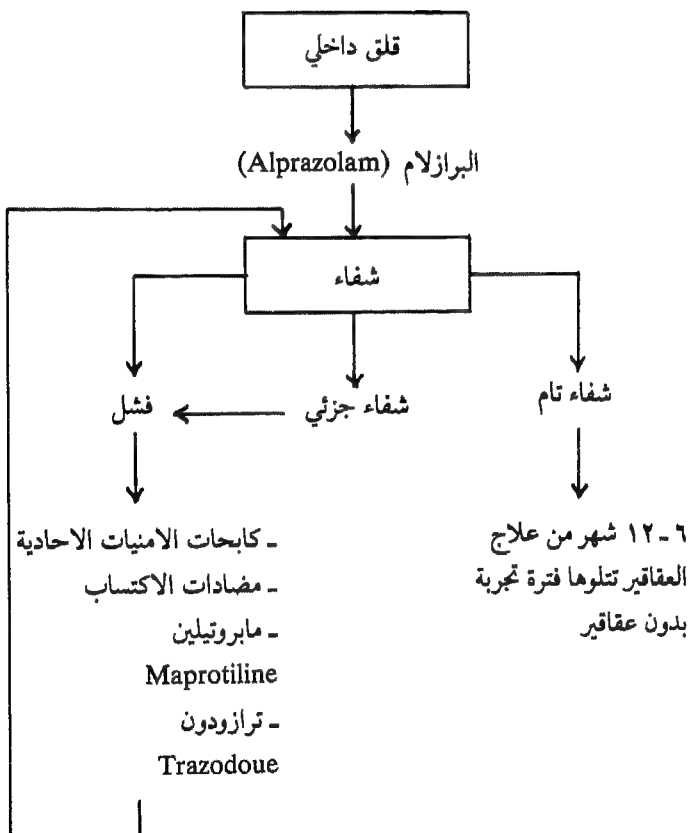 قلق داخلي
البرازلام (Alprazolam)
شفاء
شفاء تام
شفاء جزئي
فشل
٦ ـ ١٢ شهر من علاج
العقاقير تتلوها فترة تجربة
بدون عقاقير
ـ كابحات الامنيات الاحادية
ـ مضادات الاكتساب
ـ مابروتيلين
Maprotiline
ـ ترازودون
Trazodoue